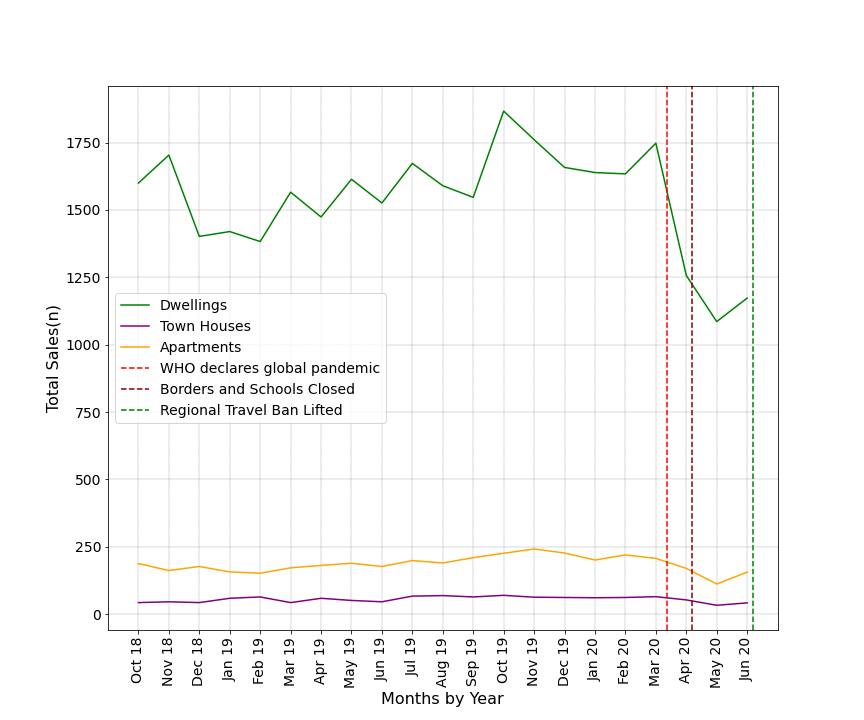 1750
1500
1250
1000
750
500
250
0
Total Sales(n)
Dwellings
Town Houses
Apartments
WHO declares global pandemic
Borders and Schools Closed
Regional Travel Ban Lifted
Oct 18
Nov 18
Dec 18
Jan 19
Feb 19
Mar 19
Apr 19
May 19
Jun 19
Jul 19
Aug 19
Sep 19
Oct 19
Nov 19
Dec 19
Jan 20
Feb 20
Mar 20
Apr 20
May 20
Jun 20
Months by Year